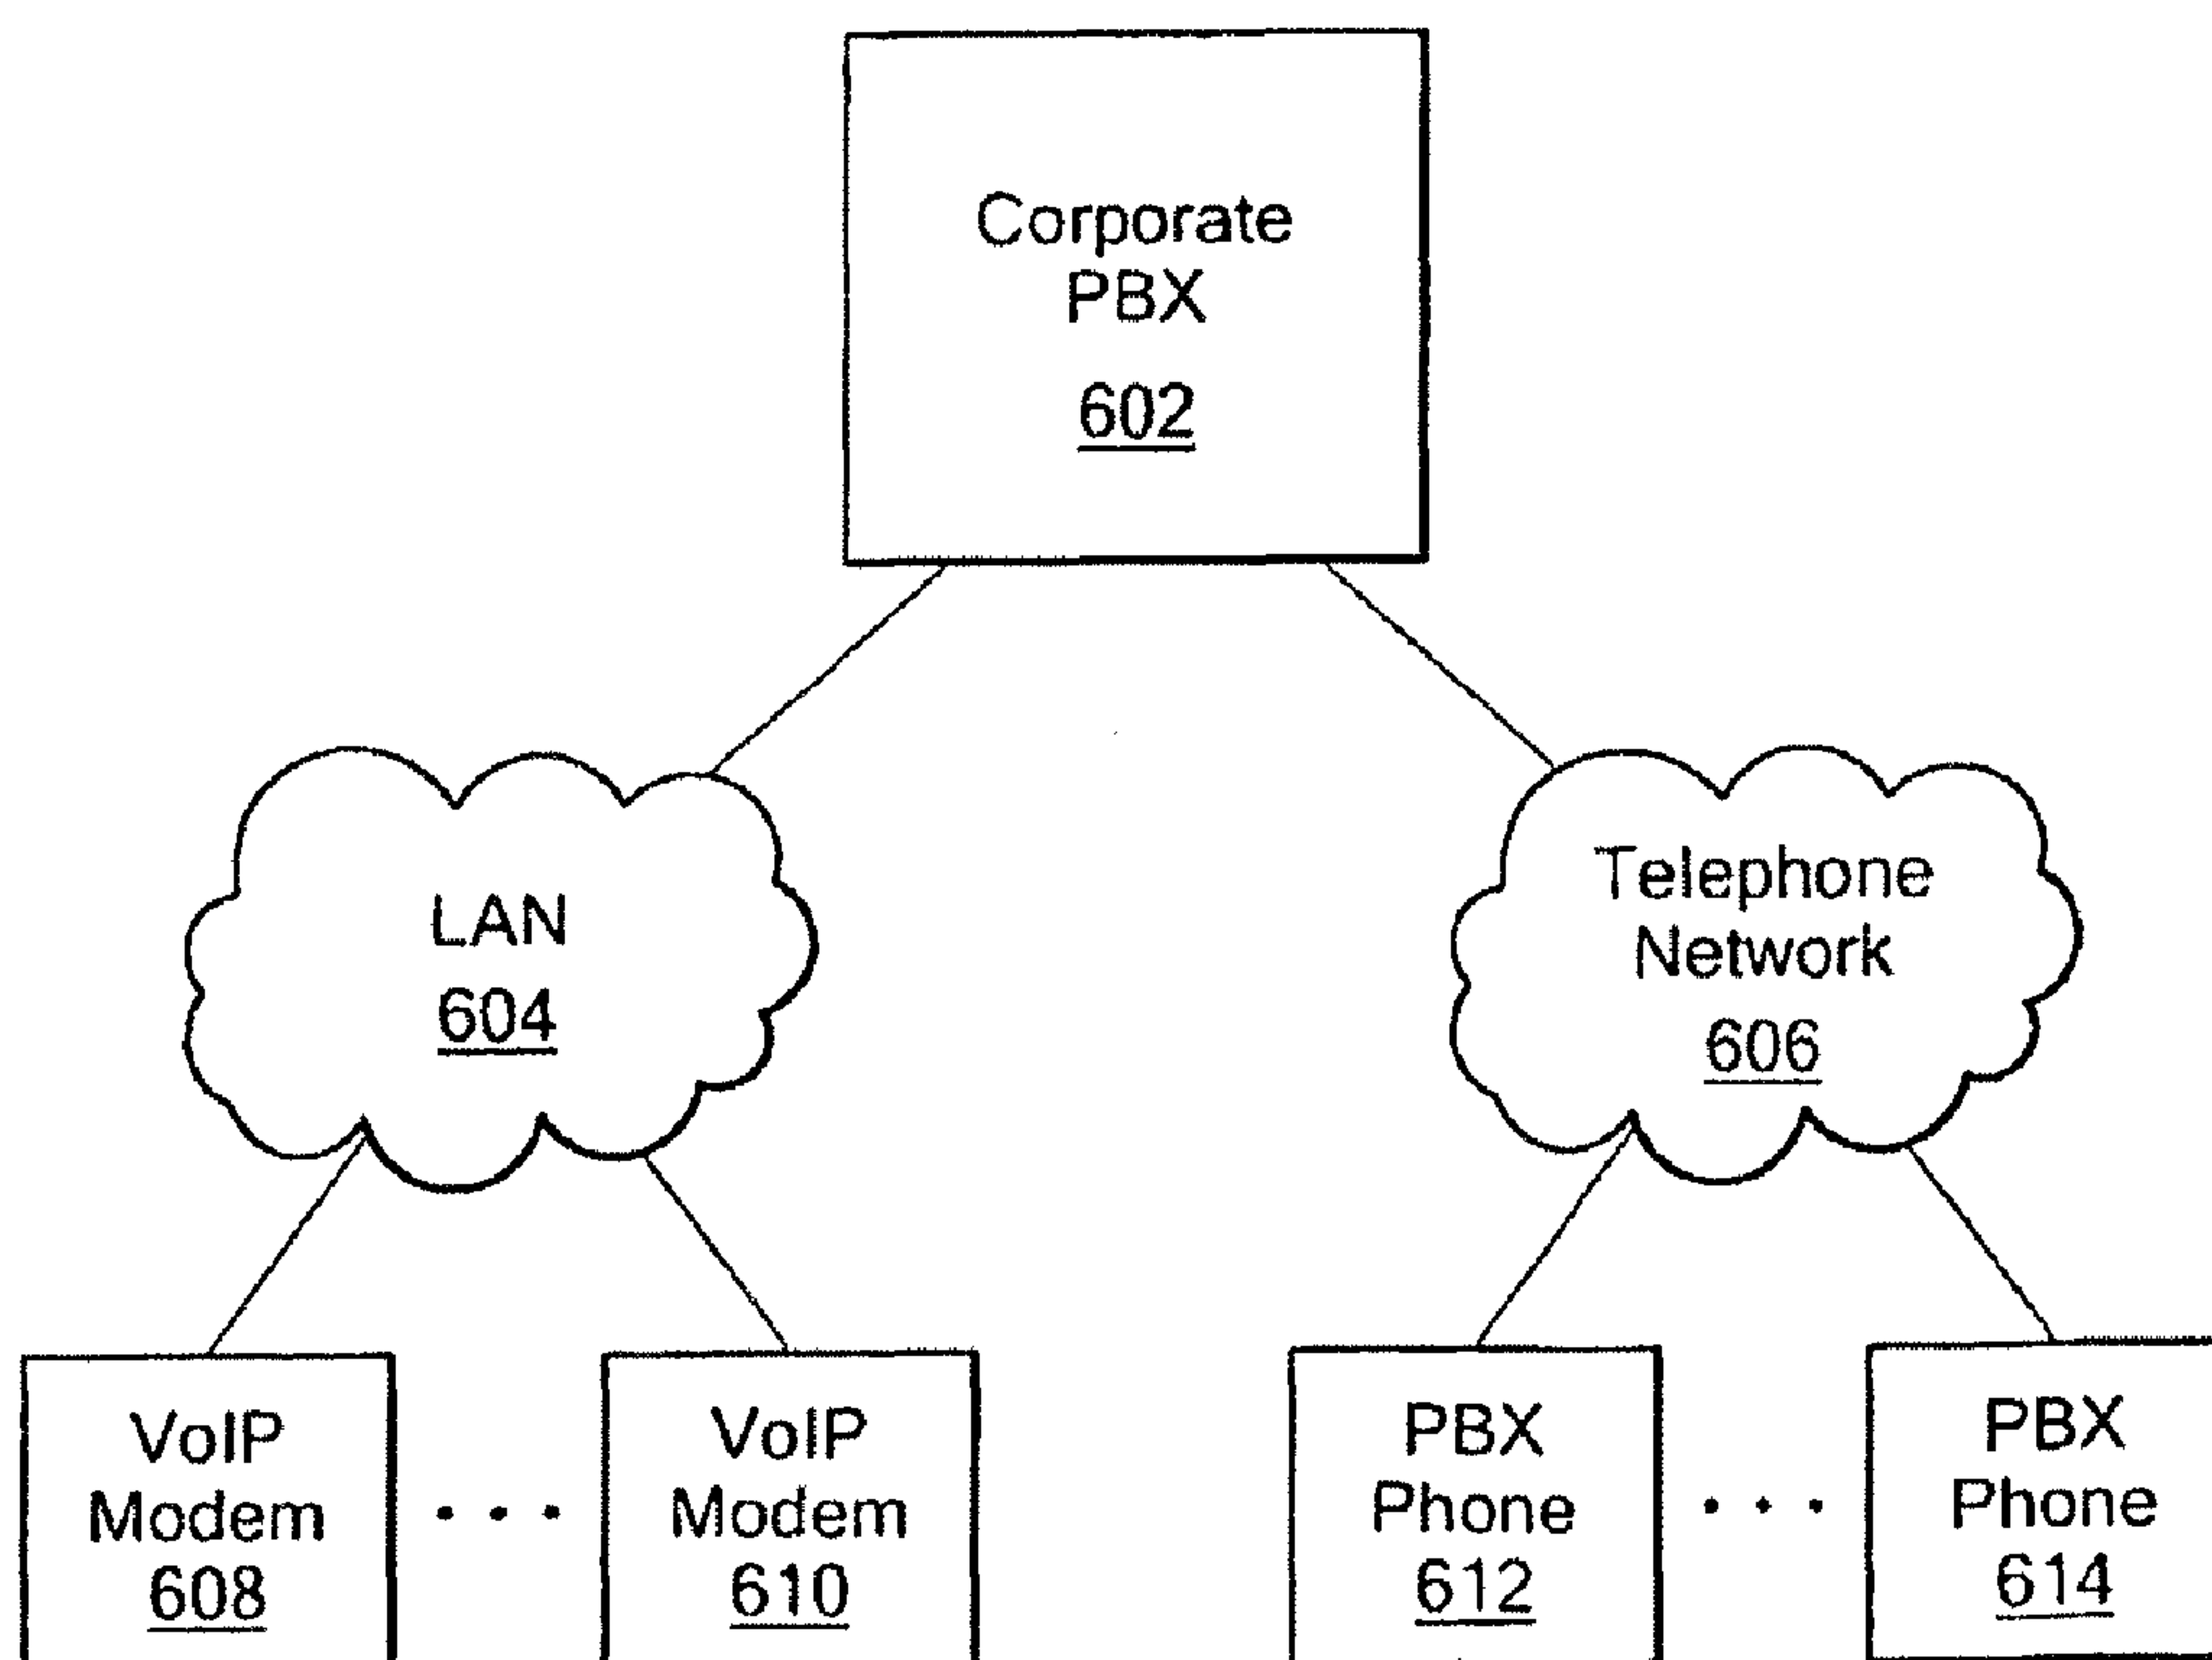 Corporate
PBX
602
LAN
604
Telephone
Network
606
VoIP
Modem
608
VoIP
Modem
610
PBX
Phone
612
PBX
Phone
614